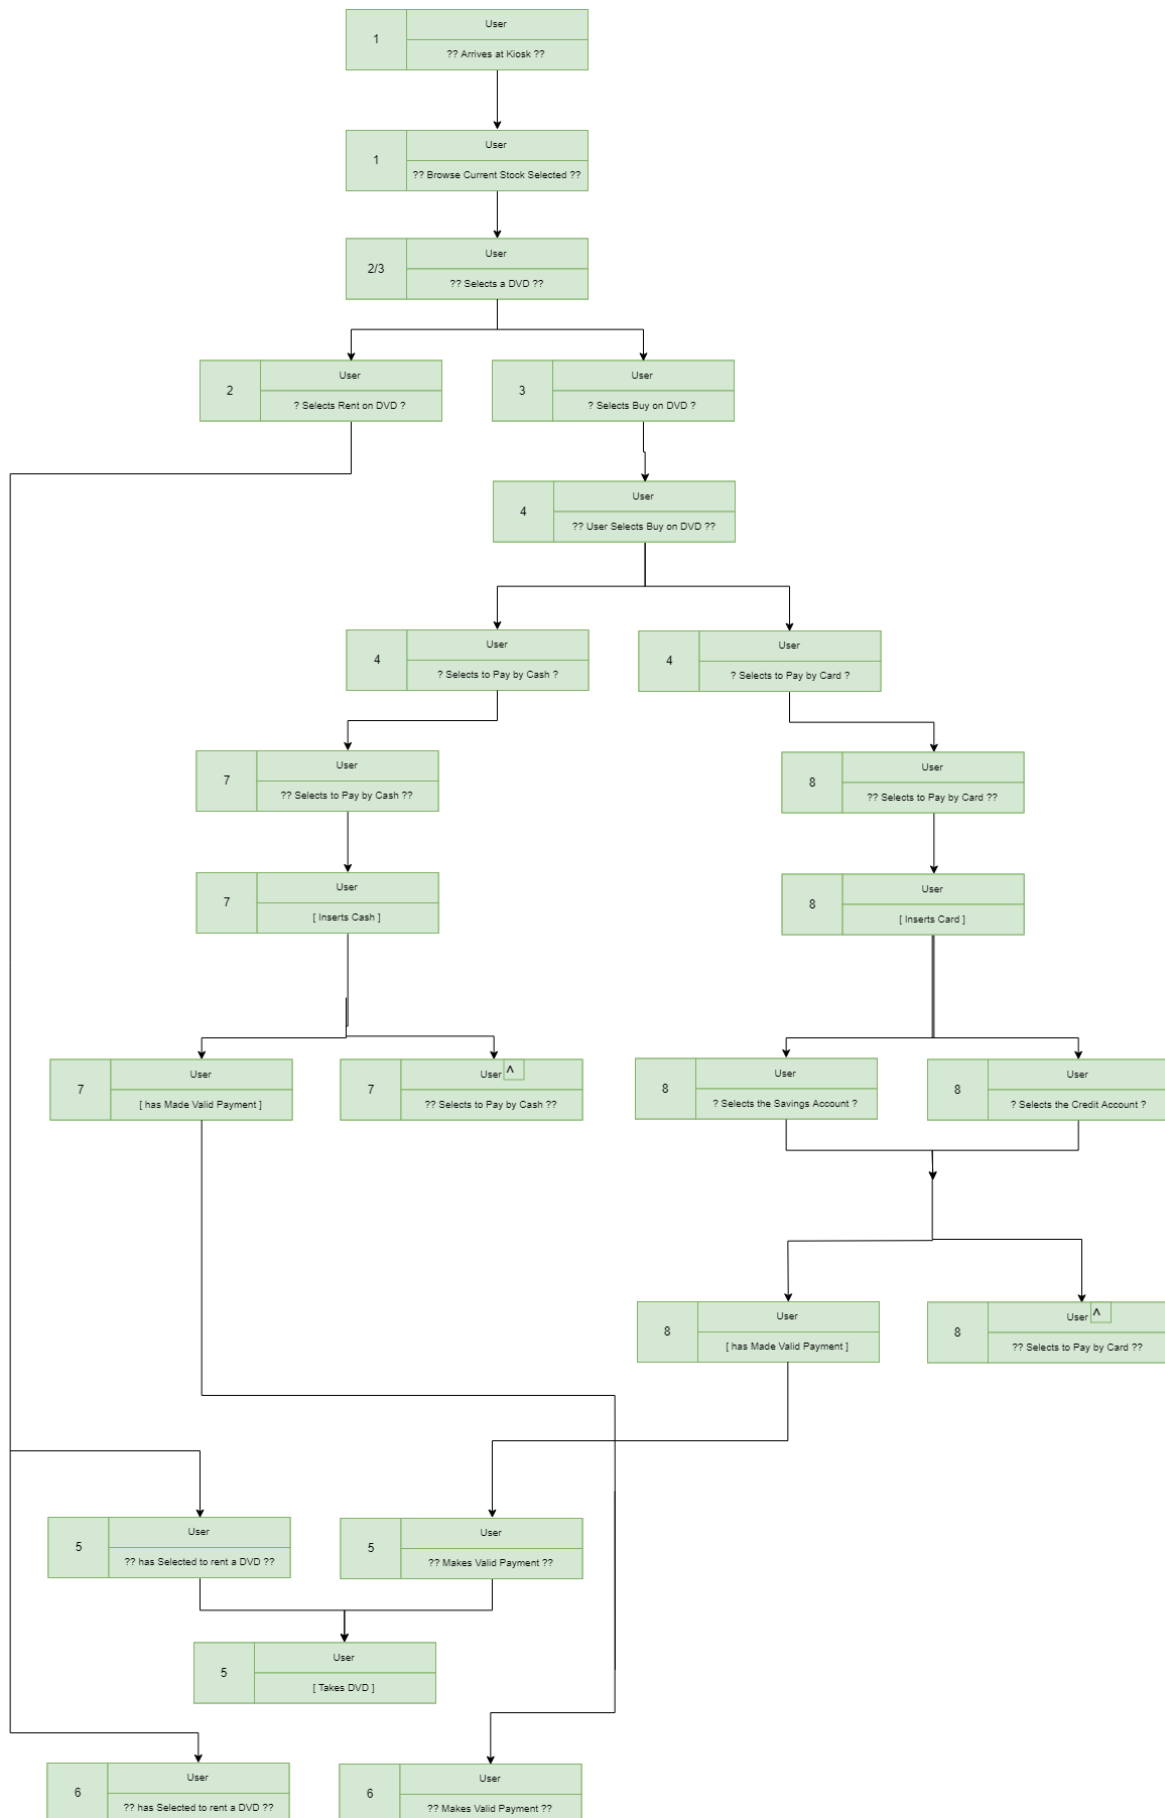 1
User
?? Arrives at Kiosk ??
1
User
?? Browse Current Stock Selected ??
2/3
User
?? Selects a DVD ??
2
User
? Selects Rent on DVD ?
3
User
? Selects Buy on DVD ?
4
User
?? User Selects Buy on DVD ??
4
User
? Selects to Pay by Cash ?
4
User
? Selects to Pay by Card ?
7
User
?? Selects to Pay by Cash ??
8
User
?? Selects to Pay by Card ??
7
User
[ Inserts Cash ]
8
User
[ Inserts Card ]
7
User
[ has Made Valid Payment ]
7
User ^
?? Selects to Pay by Cash ??
8
User
? Selects the Savings Account ?
8
User
? Selects the Credit Account ?
8
User
[ has Made Valid Payment ]
8
User ^
?? Selects to Pay by Card ??
5
User
?? has Selected to rent a DVD ??
5
User
?? Makes Valid Payment ??
5
User
[ Takes DVD ]
6
User
?? has Selected to rent a DVD ??
6
User
?? Makes Valid Payment ??